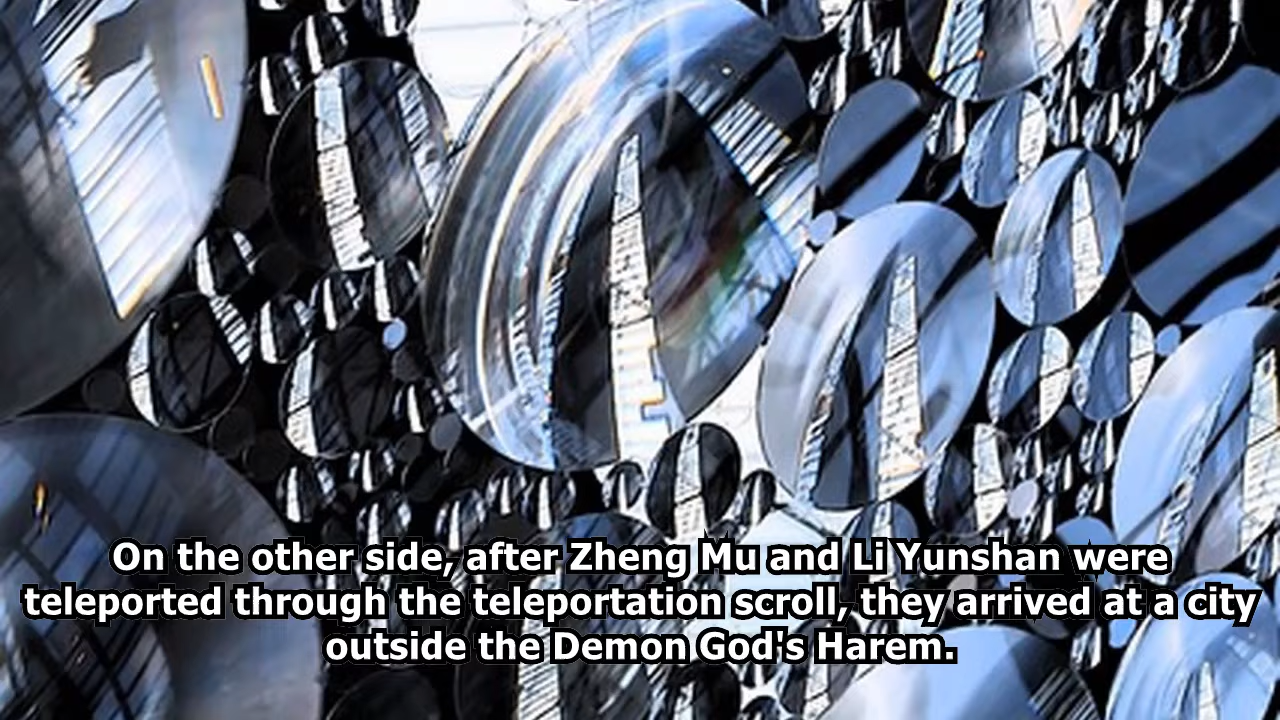 On the other side, after Zheng Mu and Li Yunshan were
teleported through the teleportation scroll, they arrived at a city
outside the Demon God's Harem.